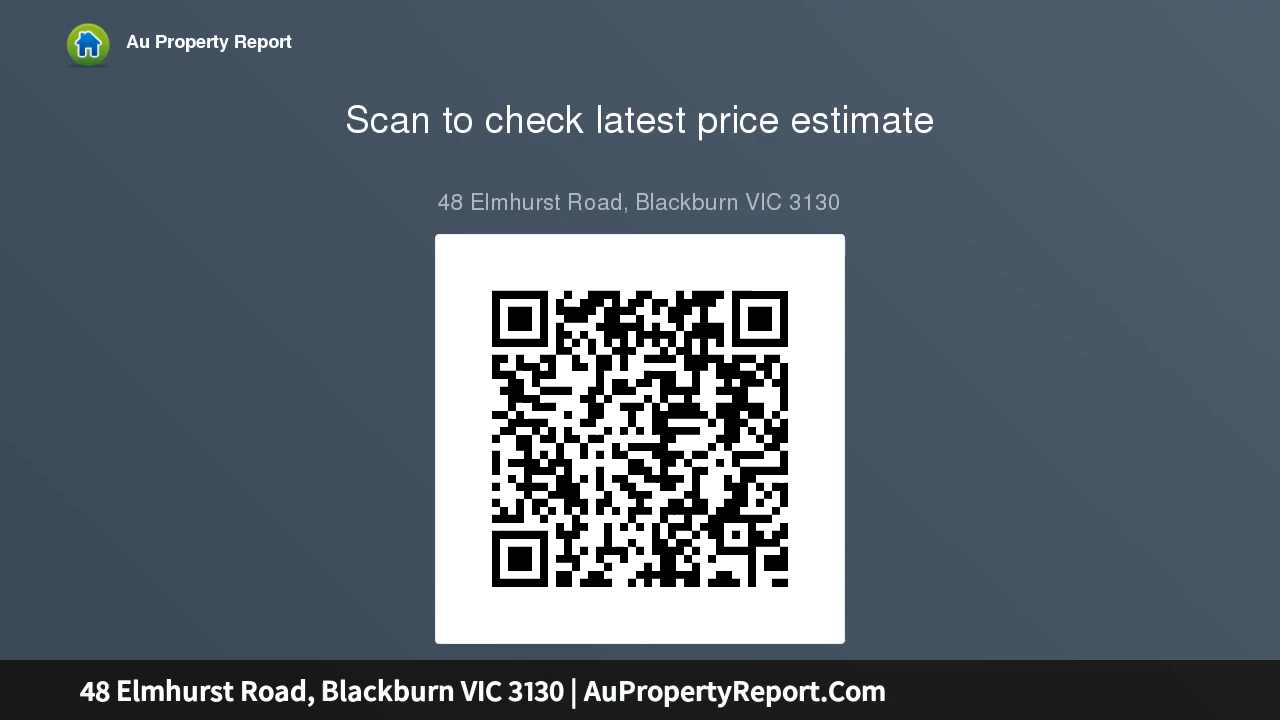 Au Property Report
Scan to check latest price estimate
48 Elmhurst Road, Blackburn VIC 3130
48 Elmhurst Road, Blackburn VIC 3130 | AuPropertyReport.Com